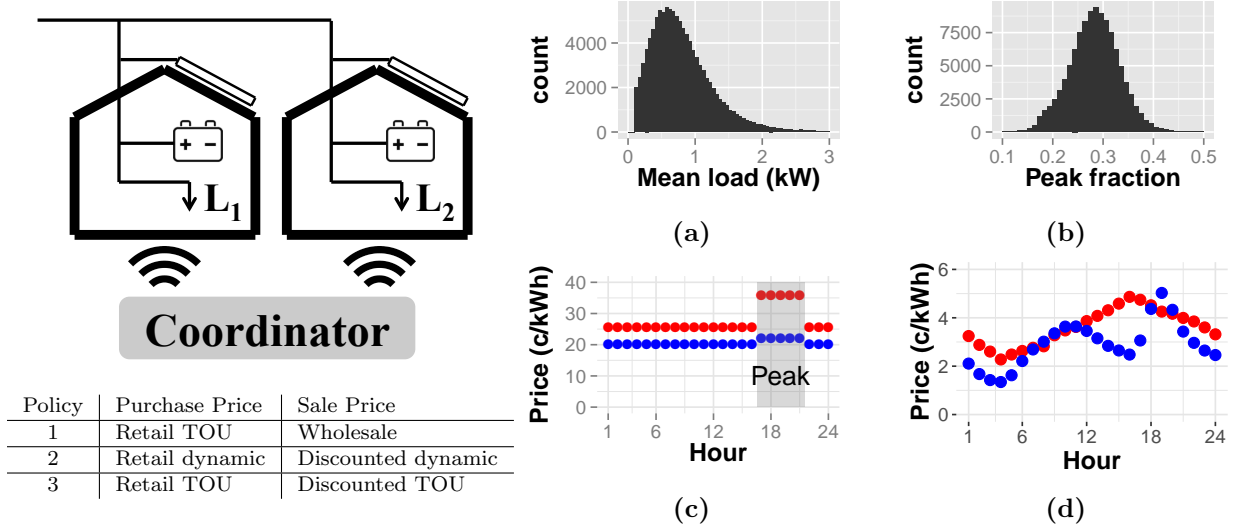 + −
L1
+ −
L2
Coordinator
Policy Purchase Price Sale Price
1 Retail TOU Wholesale
2 Retail dynamic Discounted dynamic
3 Retail TOU Discounted TOU
count
6000
4000
2000
0
0 1 2 3
Mean load (kW)
(a)
count
10000
7500
5000
2500
0
0.1 0.2 0.3 0.4 0.5
Peak fraction
(b)
Price (c/kWh)
40
30
20
10
0
Peak
1 6 12 18 24
Hour
(c)
Price (c/kWh)
6
4
2
0
1 6 12 18 24
Hour
(d)